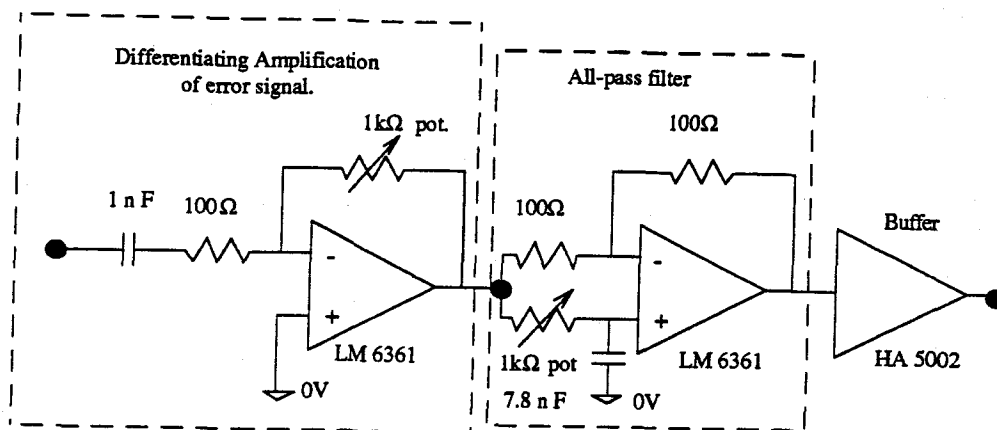 Differentiating Amplification
of error signal.
All-pass filter
1kΩ pot.
100Ω
1 n F
100Ω
100Ω
Buffer
-
-
+
+
LM 6361
LM 6361
HA 5002
1kΩ pot
0V
7.8 n F
0V